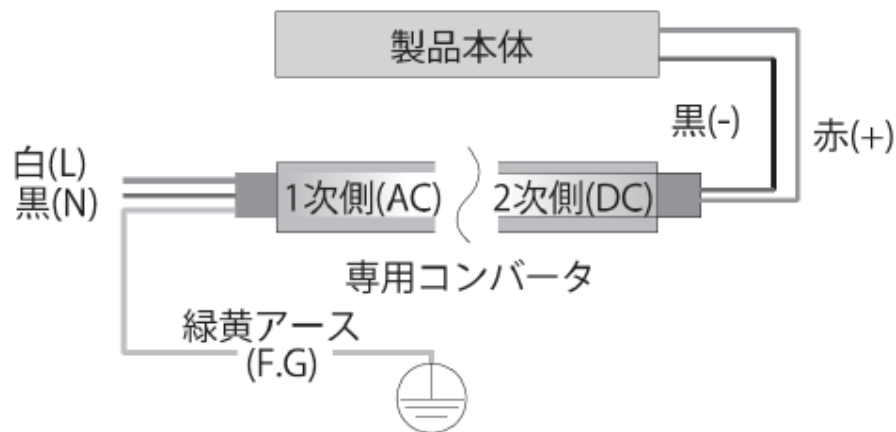 製品本体
黒(-)
赤(+)
白(L)
黒(N)
1次側(AC)
2次側(DC)
専用コンバータ
緑黄アース
(F.G)